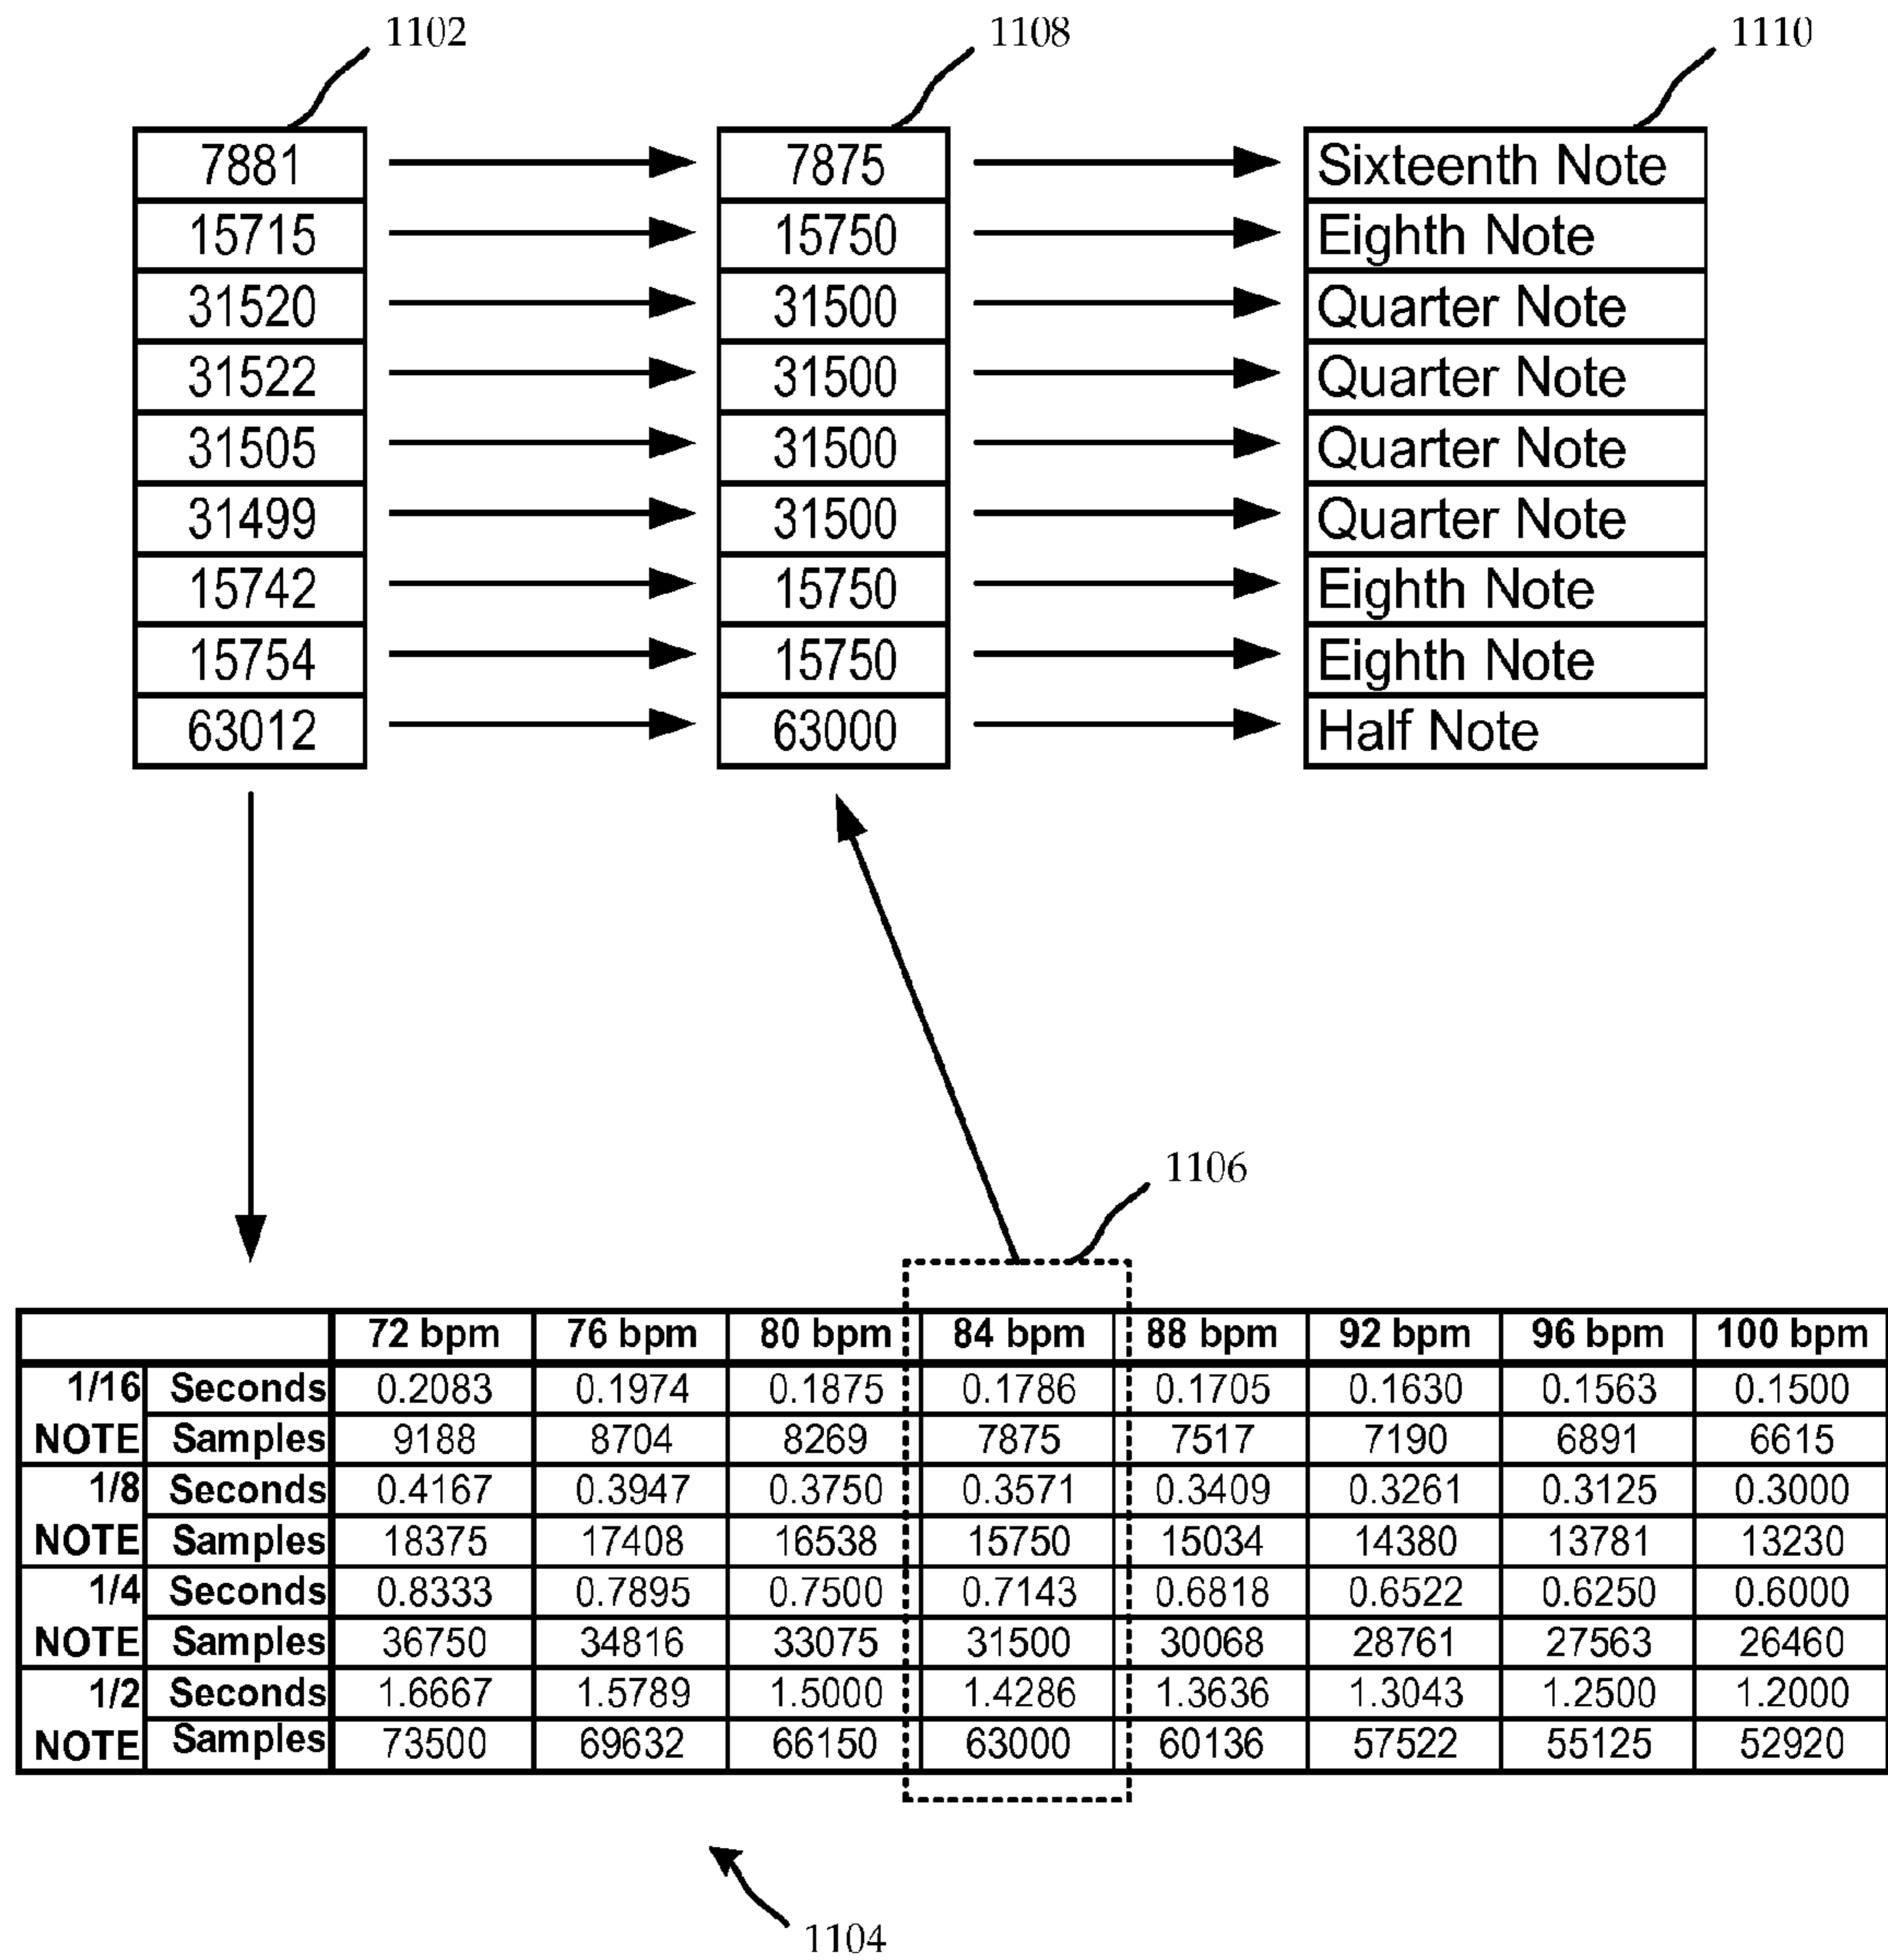 1102 1108 1110
7881 7875 Sixteenth Note
15715 15750 Eighth Note
31520 31500 Quarter Note
31522 31500 Quarter Note
31505 31500 Quarter Note
31499 31500 Quarter Note
15742 15750 Eighth Note
15754 15750 Eighth Note
63012 63000 Half Note
1106
72 bpm 76 bpm 80 bpm 84 bpm 88 bpm 92 bpm 96 bpm 100 bpm
1/16 Seconds 0.2083 0.1974 0.1875 0.1786 0.1705 0.1630 0.1563 0.1500
NOTE Samples 9188 8704 8269 7875 7517 7190 6891 6615
1/8 Seconds 0.4167 0.3947 0.3750 0.3571 0.3409 0.3261 0.3125 0.3000
NOTE Samples 18375 17408 16538 15750 15034 14380 13781 13230
1/4 Seconds 0.8333 0.7895 0.7500 0.7143 0.6818 0.6522 0.6250 0.6000
NOTE Samples 36750 34816 33075 31500 30068 28761 27563 26460
1/2 Seconds 1.6667 1.5789 1.5000 1.4286 1.3636 1.3043 1.2500 1.2000
NOTE Samples 73500 69632 66150 63000 60136 57522 55125 52920
1104